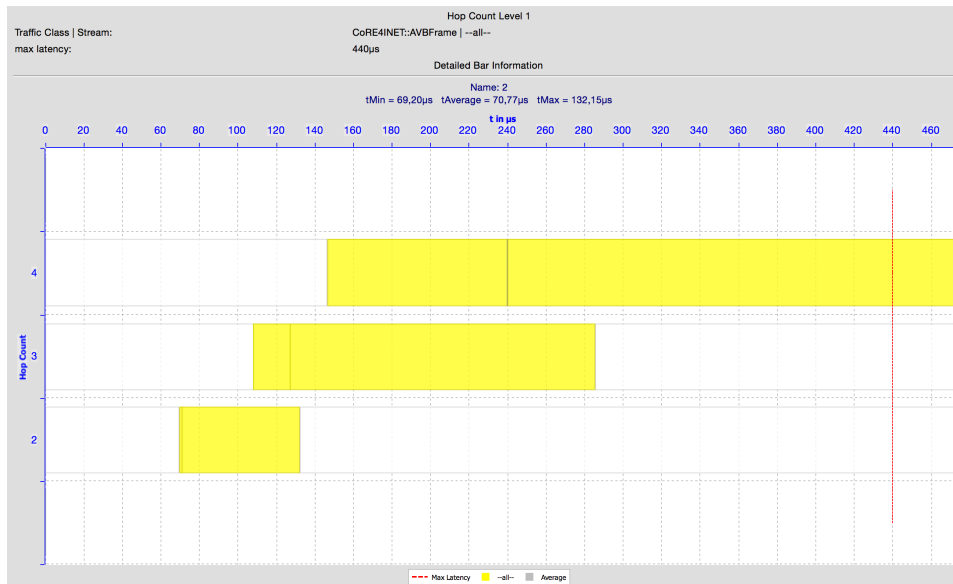 Hop Count Level 1
Traffic Class | Stream: CoRE4INET::AVBFrame | --all--
max latency: 440µs
Detailed Bar Information
Name: 2
tMin = 69,20µs tAverage = 70,77µs tMax = 132,15µs
t in µs
0 20 40 60 80 100 120 140 160 180 200 220 240 260 280 300 320 340 360 380 400 420 440 460
4
3
2
Hop Count
Max Latency --all-- Average